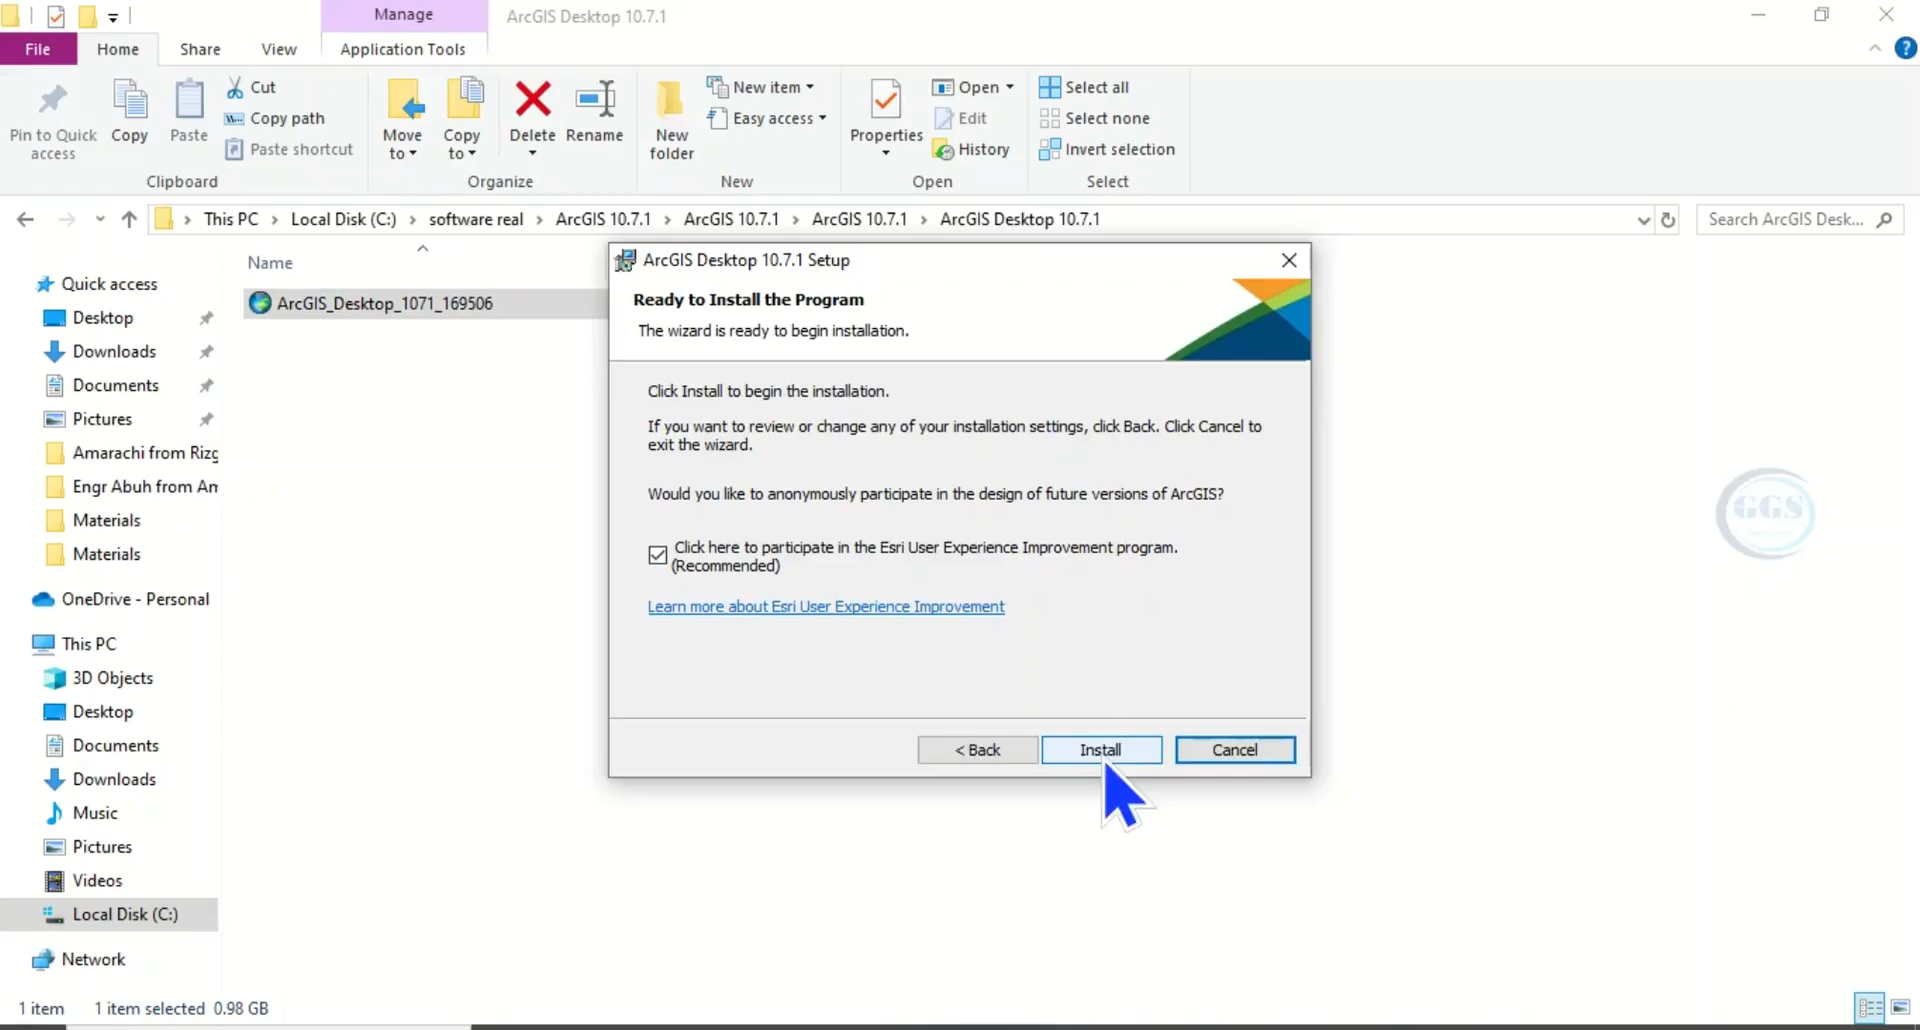 Manage
ArcGIS Desktop 10.7.1
File
Home
Share
View
Application Tools
Pin to Quick access
Copy
Paste
Cut
Copy path
Paste shortcut
Clipboard
Move to
Copy to
Delete
Rename
Organize
New folder
New item
Easy access
New
Properties
Open
Edit
History
Open
Select all
Select none
Invert selection
Select
This PC > Local Disk (C:) > software real > ArcGIS 10.7.1 > ArcGIS 10.7.1 > ArcGIS 10.7.1 > ArcGIS Desktop 10.7.1
Search ArcGIS Desk...
Name
ArcGIS_Desktop_1071_169506
Quick access
Desktop
Downloads
Documents
Pictures
Amarachi from Rizg
Engr Abuh from Am
Materials
Materials
OneDrive - Personal
This PC
3D Objects
Desktop
Documents
Downloads
Music
Pictures
Videos
Local Disk (C:)
Network
1 item
1 item selected 0.98 GB
ArcGIS Desktop 10.7.1 Setup
Ready to Install the Program
The wizard is ready to begin installation.
Click Install to begin the installation.
If you want to review or change any of your installation settings, click Back. Click Cancel to
exit the wizard.
Would you like to anonymously participate in the design of future versions of ArcGIS?
Click here to participate in the Esri User Experience Improvement program.
(Recommended)
Learn more about Esri User Experience Improvement
< Back
Install
Cancel
GGS